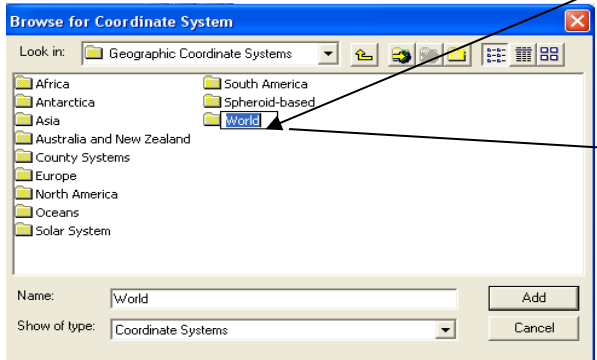 Browse for Coordinate System
Look in: Geographic Coordinate Systems
Africa
Antarctica
Asia
Australia and New Zealand
County Systems
Europe
North America
Oceans
Solar System
South America
Spheroid-based
World
Name: World Add
Show of type: Coordinate Systems Cancel